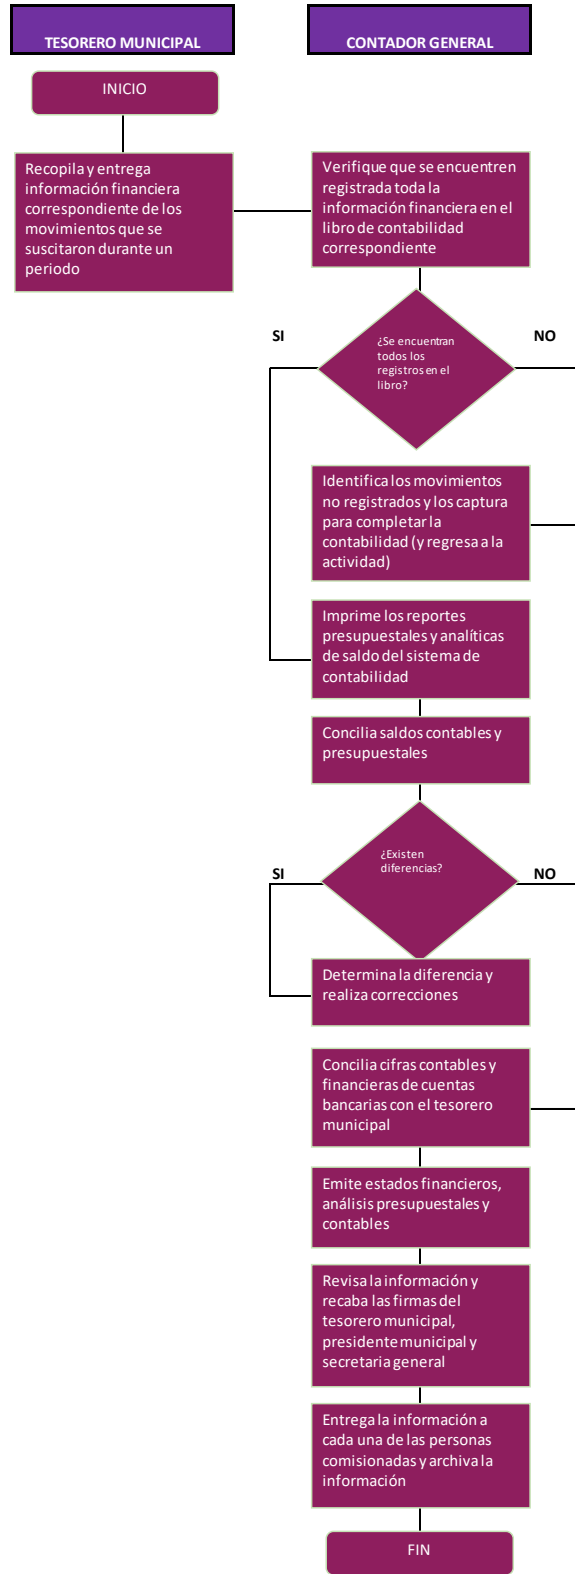 TESORERO MUNICIPAL
CONTADOR GENERAL
INICIO
Recopila y entrega
información financiera
correspondiente de los
movimientos que se
suscitaron durante un
periodo
Verifique que se encuentren
registrada toda la
información financiera en el
libro de contabilidad
correspondiente
SI
¿Se encuentran
todos los
registros en el
libro?
NO
Identifica los movimientos
no registrados y los captura
para completar la
contabilidad (y regresa a la
actividad)
Imprime los reportes
presupuestales y analíticas
de saldo del sistema de
contabilidad
Concilia saldos contables y
presupuestales
SI
¿Existen
diferencias?
NO
Determina la diferencia y
realiza correcciones
Concilia cifras contables y
financieras de cuentas
bancarias con el tesorero
municipal
Emite estados financieros,
análisis presupuestales y
contables
Revisa la información y
recaba las firmas del
tesorero municipal,
presidente municipal y
secretaria general
Entrega la información a
cada una de las personas
comisionadas y archiva la
información
FIN